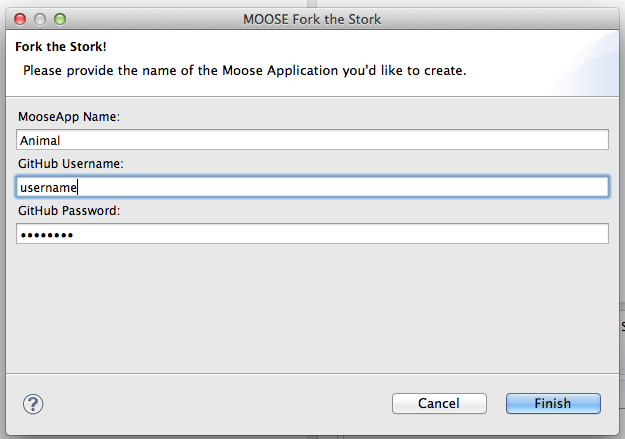 MOOSE Fork the Stork
Fork the Stork!
Please provide the name of the Moose Application you'd like to create.
MooseApp Name:
Animal
GitHub Username:
username
GitHub Password:
••••••••
?
Cancel
Finish